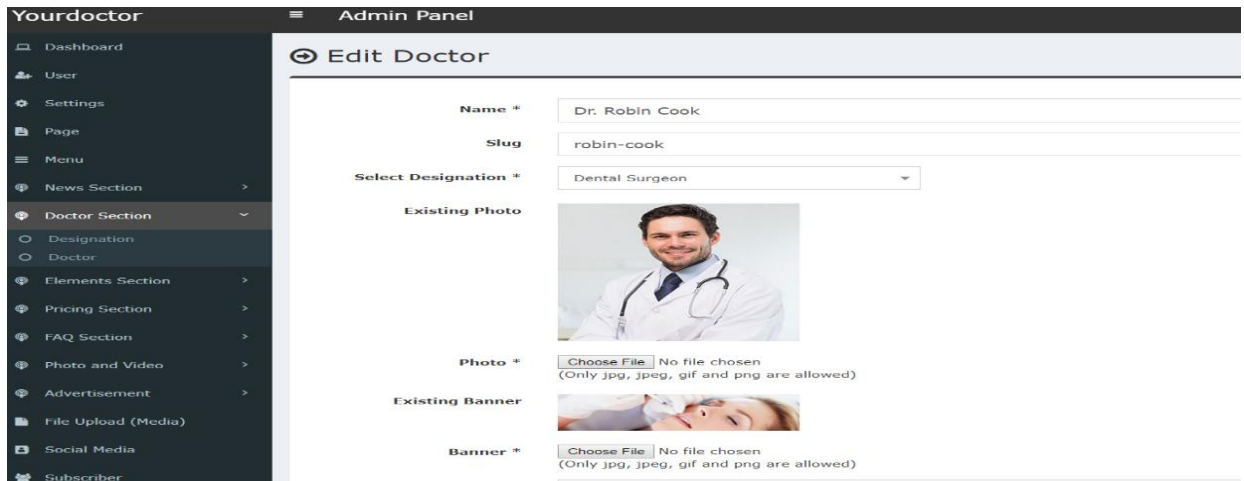 Yourdoctor
Admin Panel
Dashboard
User
Settings
Page
Menu
News Section
Doctor Section
Designation
Doctor
Elements Section
Pricing Section
FAQ Section
Photo and Video
Advertisement
File Upload (Media)
Social Media
Subscriber
Edit Doctor
Name *
Dr. Robin Cook
Slug
robin-cook
Select Designation *
Dental Surgeon
Existing Photo
Photo *
Choose File No file chosen
(Only jpg, jpeg, gif and png are allowed)
Existing Banner
Banner *
Choose File No file chosen
(Only jpg, jpeg, gif and png are allowed)